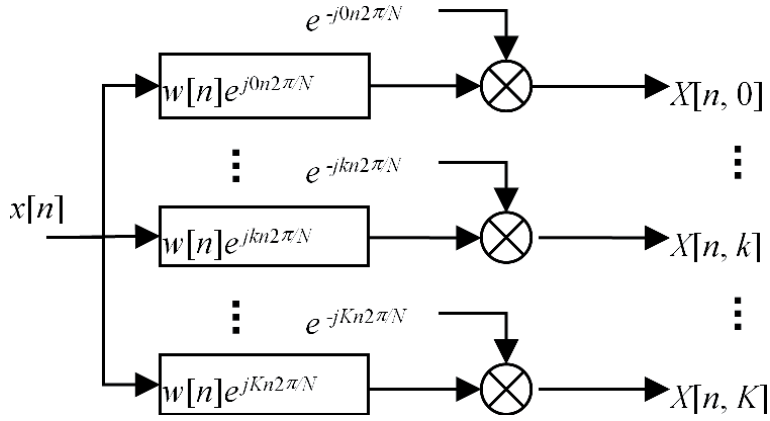 e^{-j0n2π/N}
w[n]e^{j0n2π/N}
X[n, 0]
e^{-jkn2π/N}
x[n]
w[n]e^{jkn2π/N}
X[n, k]
e^{-jKn2π/N}
w[n]e^{jKn2π/N}
X[n, K]